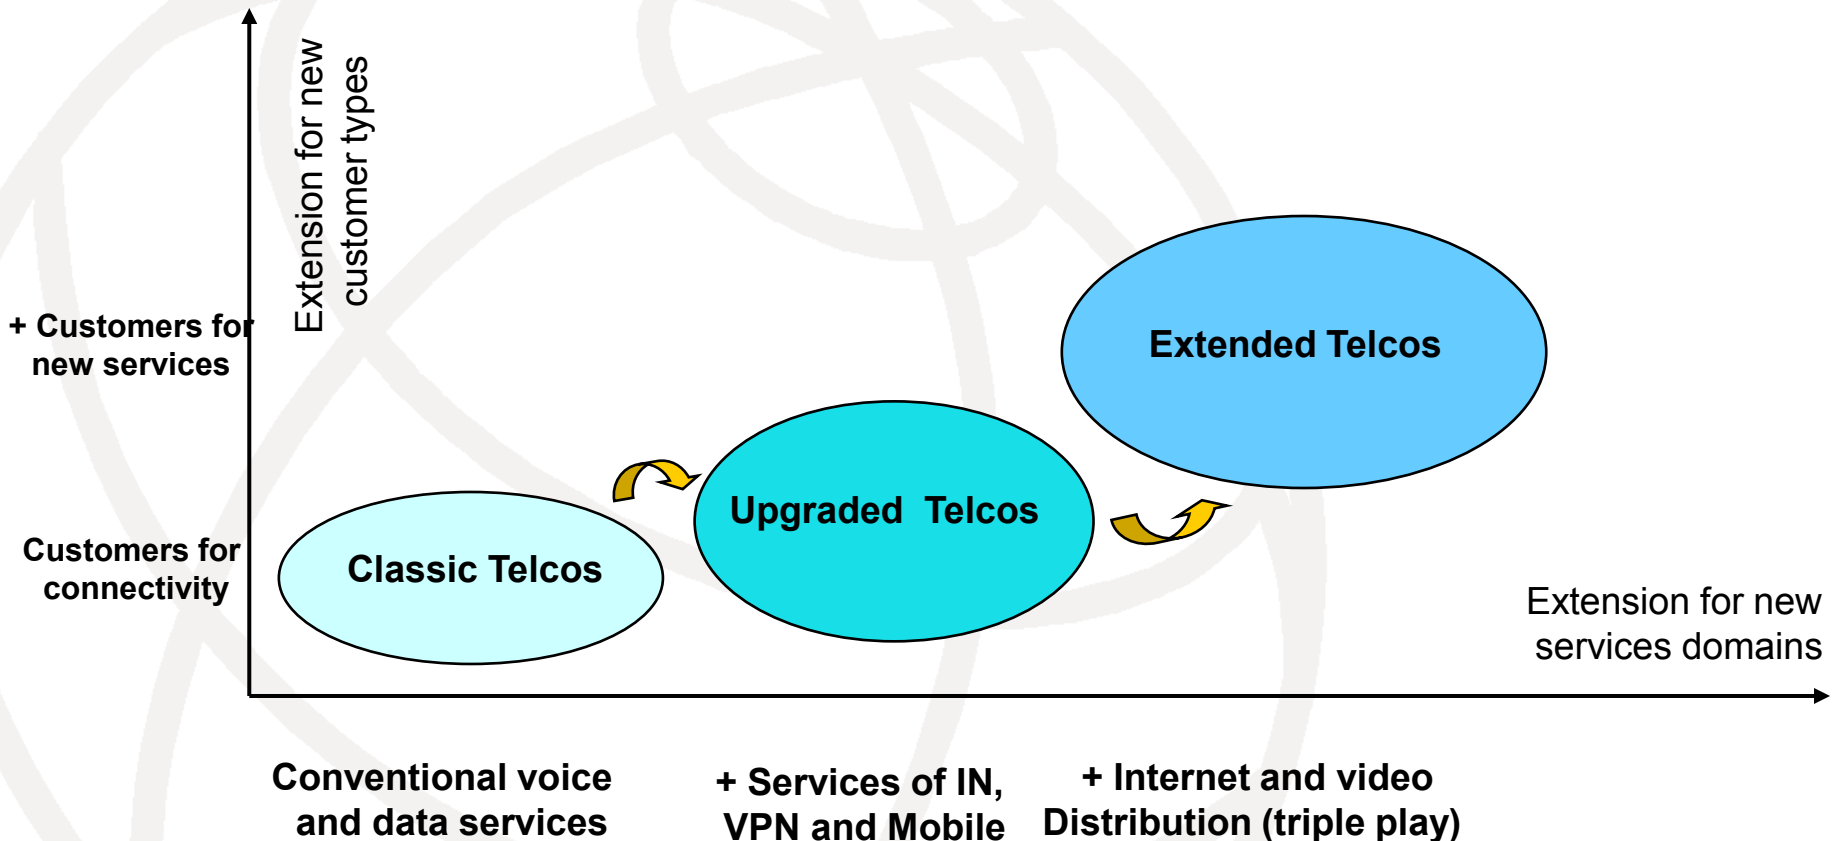 Extension for new
customer types
+ Customers for
new services
Extended Telcos
Upgraded Telcos
Customers for
connectivity
Classic Telcos
Extension for new
services domains
Conventional voice
and data services
+ Services of IN,
VPN and Mobile
+ Internet and video
Distribution (triple play)